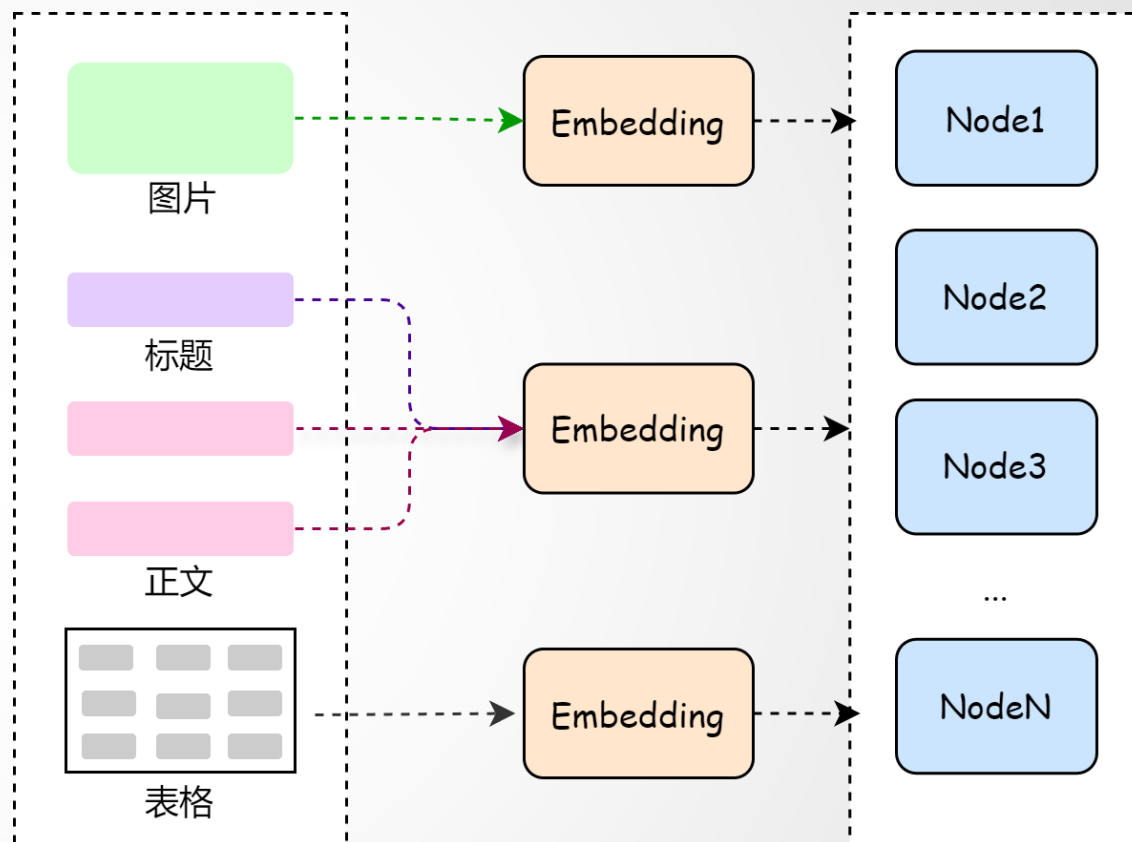 图片
标题
正文
表格
Embedding
Embedding
Embedding
Node1
Node2
Node3
...
NodeN